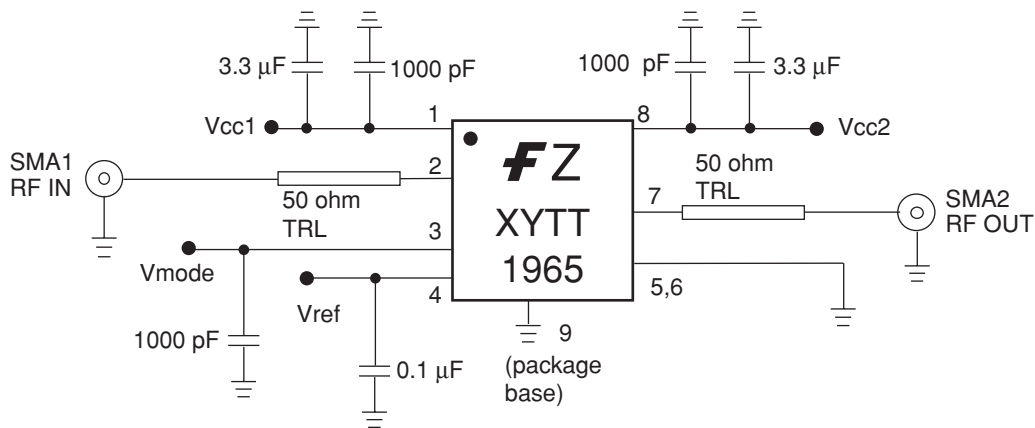 3.3 μF
1000 pF
1000 pF
3.3 μF
Vcc1
1
8
Vcc2
SMA1
RF IN
2
50 ohm
TRL
Z
XYTT
1965
7
50 ohm
TRL
SMA2
RF OUT
3
Vmode
4
Vref
5,6
1000 pF
0.1 μF
9
(package
base)